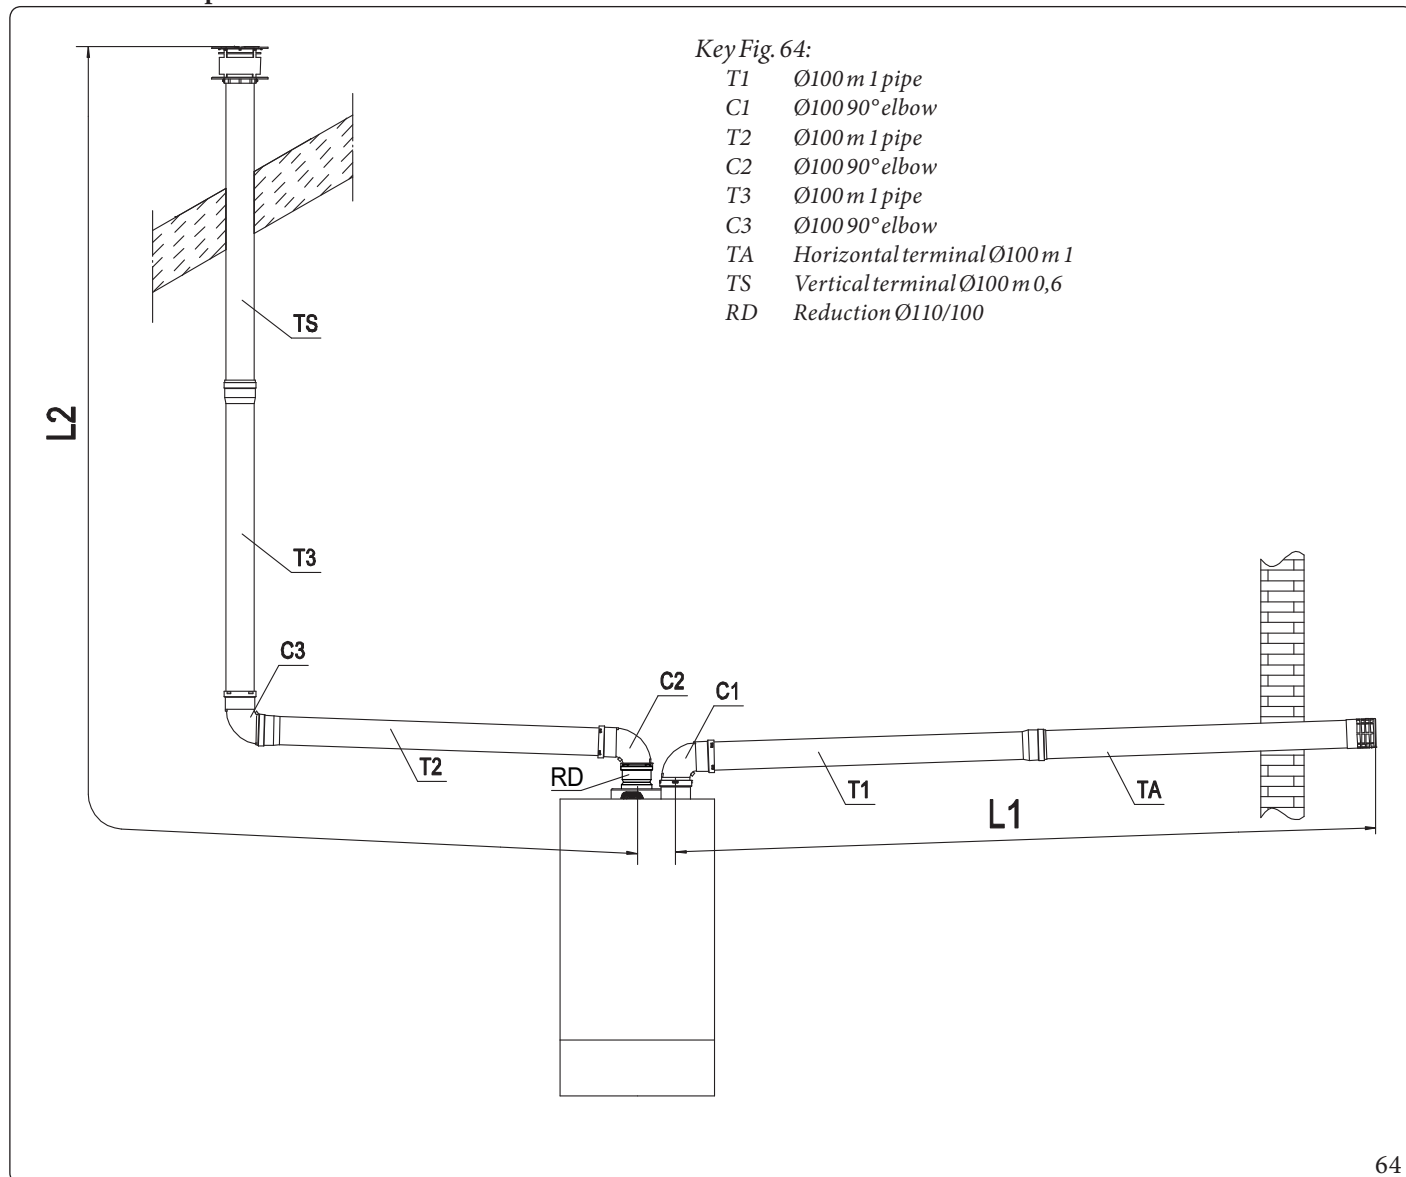 Key Fig. 64:
T1 Ø100 m 1 pipe
C1 Ø100 90° elbow
T2 Ø100 m 1 pipe
C2 Ø100 90° elbow
T3 Ø100 m 1 pipe
C3 Ø100 90° elbow
TA Horizontal terminal Ø100 m 1
TS Vertical terminal Ø100 m 0,6
RD Reduction Ø110/100
TS
L2
T3
C3
C2
C1
T2
RD
T1
TA
L1
64